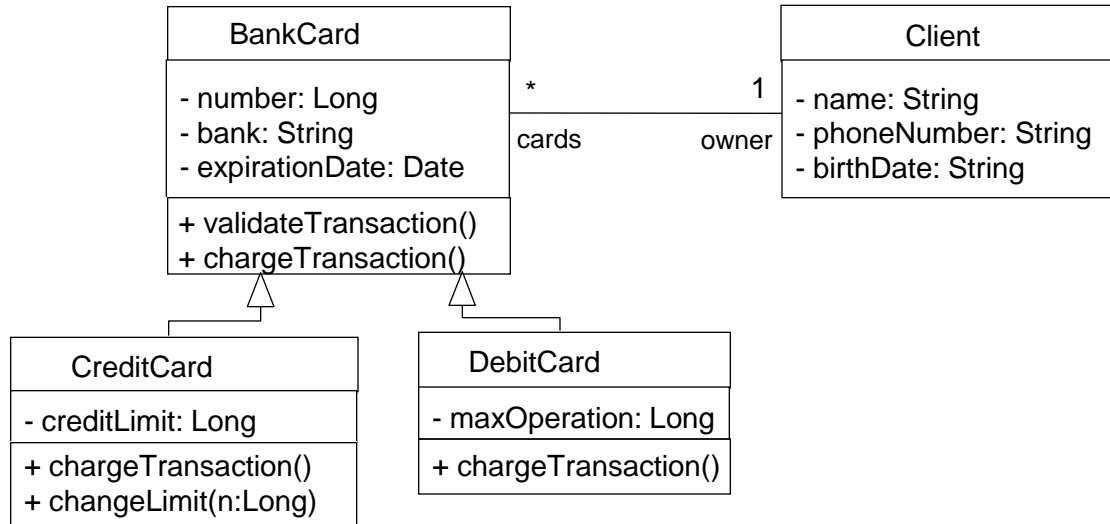 BankCard
- number: Long
- bank: String
- expirationDate: Date
+ validateTransaction()
+ chargeTransaction()
*
cards
1
owner
Client
- name: String
- phoneNumber: String
- birthDate: String
CreditCard
- creditLimit: Long
+ chargeTransaction()
+ changeLimit(n:Long)
DebitCard
- maxOperation: Long
+ chargeTransaction()